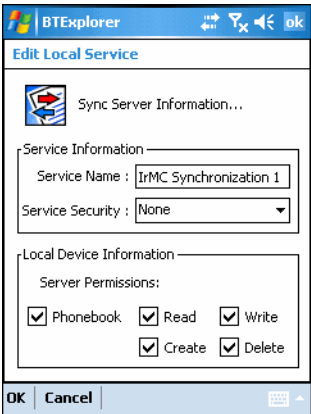 BTExplorer ok
Edit Local Service
Sync Server Information...
Service Information
Service Name : IrMC Synchronization 1
Service Security : None
Local Device Information
Server Permissions:
Phonebook Read Write
Create Delete
OK Cancel